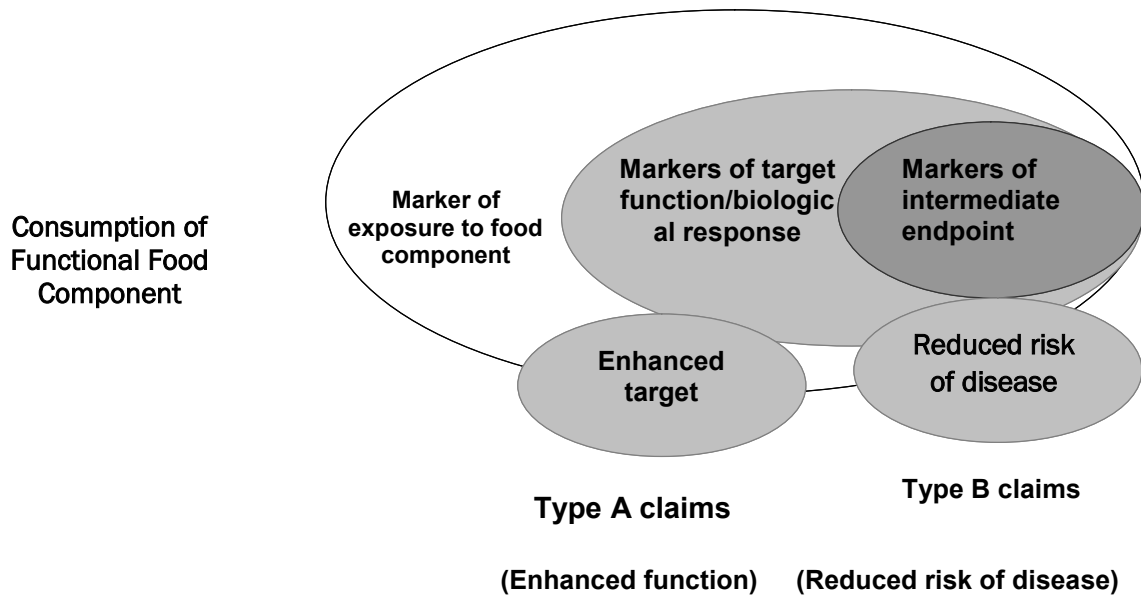 Consumption of
Functional Food
Component
Marker of
exposure to food
component
Markers of target
function/biologic
al response
Markers of
intermediate
endpoint
Enhanced
target
Reduced risk
of disease
Type A claims
(Enhanced function)
Type B claims
(Reduced risk of disease)